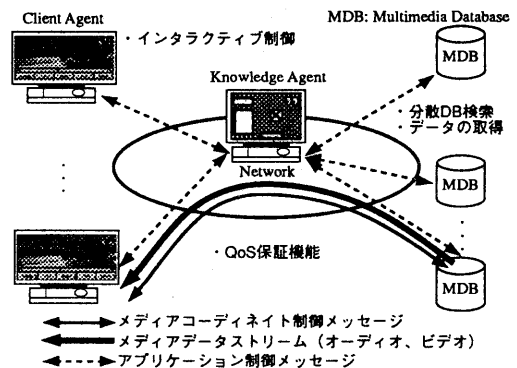 Client Agent
・インタラクティブ制御
MDB: Multimedia Database
MDB
Knowledge Agent
・分散DB検索
・データの取得
Network
MDB
・QoS保証機能
MDB
メディアコーディネイト制御メッセージ
メディアデータストリーム（オーディオ、ビデオ）
アプリケーション制御メッセージ